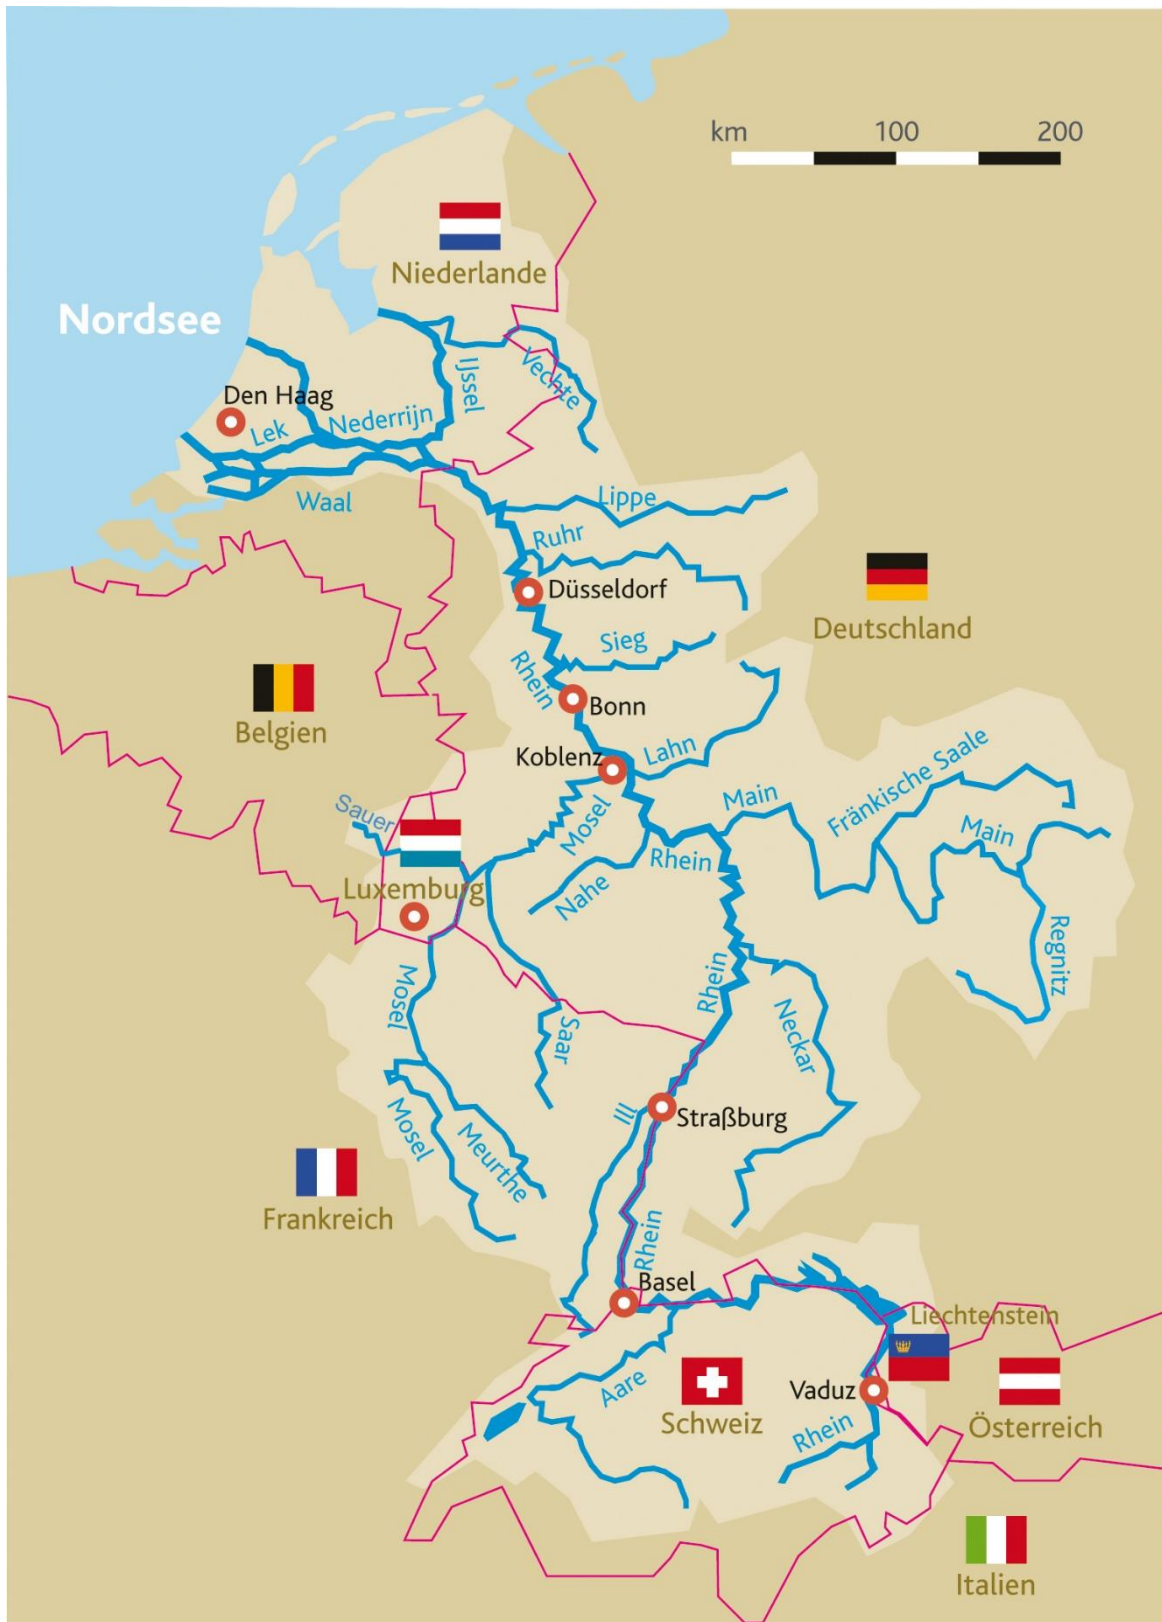 km 100 200
Niederlande
Nordsee
IJssel
Vechte
Den Haag
Lek
Nederrijn
Waal
Lippe
Ruhr
Düsseldorf
Deutschland
Sieg
Rhein
Bonn
Belgien
Koblenz
Lahn
Main
Fränkische Saale
Sauer
Mosel
Rhein
Main
Nahe
Luxemburg
Regnitz
Mosel
Rhein
Neckar
Saar
Ill
Straßburg
Mosel
Meurthe
Frankreich
Rhein
Basel
Liechtenstein
Aare
Schweiz
Vaduz
Rhein
Österreich
Italien